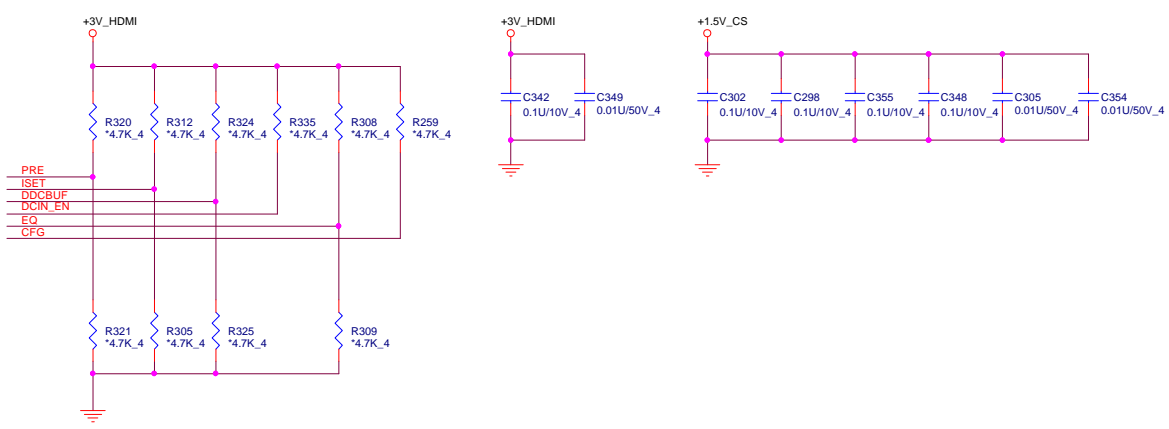 +3V_HDMI
+3V_HDMI
+1.5V_CS
R320
*4.7K_4
R312
*4.7K_4
R324
*4.7K_4
R335
*4.7K_4
R308
*4.7K_4
R259
*4.7K_4
C342
0.1U/10V_4
C349
0.01U/50V_4
C302
0.1U/10V_4
C298
0.1U/10V_4
C355
0.1U/10V_4
C348
0.1U/10V_4
C305
0.01U/50V_4
C354
0.01U/50V_4
PRE
ISET
DDCBUF
DCIN_EN
EQ
CFG
R321
*4.7K_4
R305
*4.7K_4
R325
*4.7K_4
R309
*4.7K_4